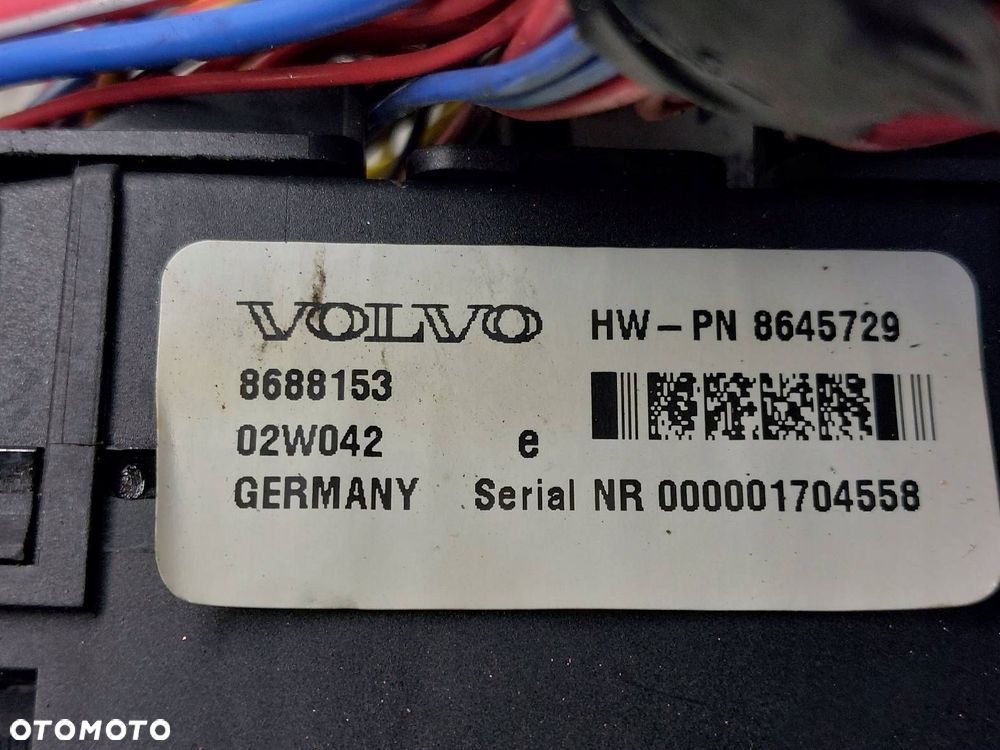 VOLVO HW-PN 8645729
8688153
02W042 e
GERMANY Serial NR 000001704558
OTOMOTO